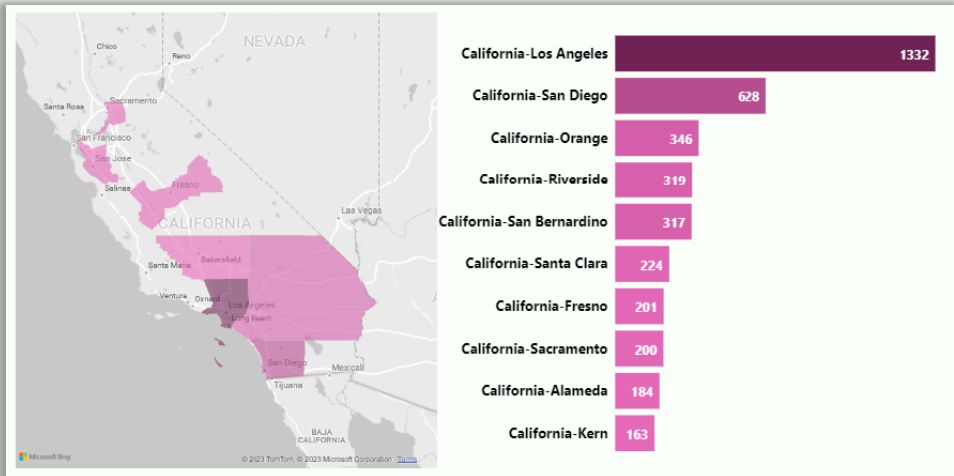 NEVADA
Chico
Reno
Santa Rosa
Sacramento
San Francisco
San Jose
Salinas
Fresno
CALIFORNIA
Las Vegas
Santa Maria
Bakersfield
Ventura
Oxnard
Los Angeles
Long Beach
San Diego
Mexicali
Tijuana
BAJA
CALIFORNIA
Microsoft Bing
© 2023 TomTom, © 2023 Microsoft Corporation Terms
California-Los Angeles 1332
California-San Diego 628
California-Orange 346
California-Riverside 319
California-San Bernardino 317
California-Santa Clara 224
California-Fresno 201
California-Sacramento 200
California-Alameda 184
California-Kern 163